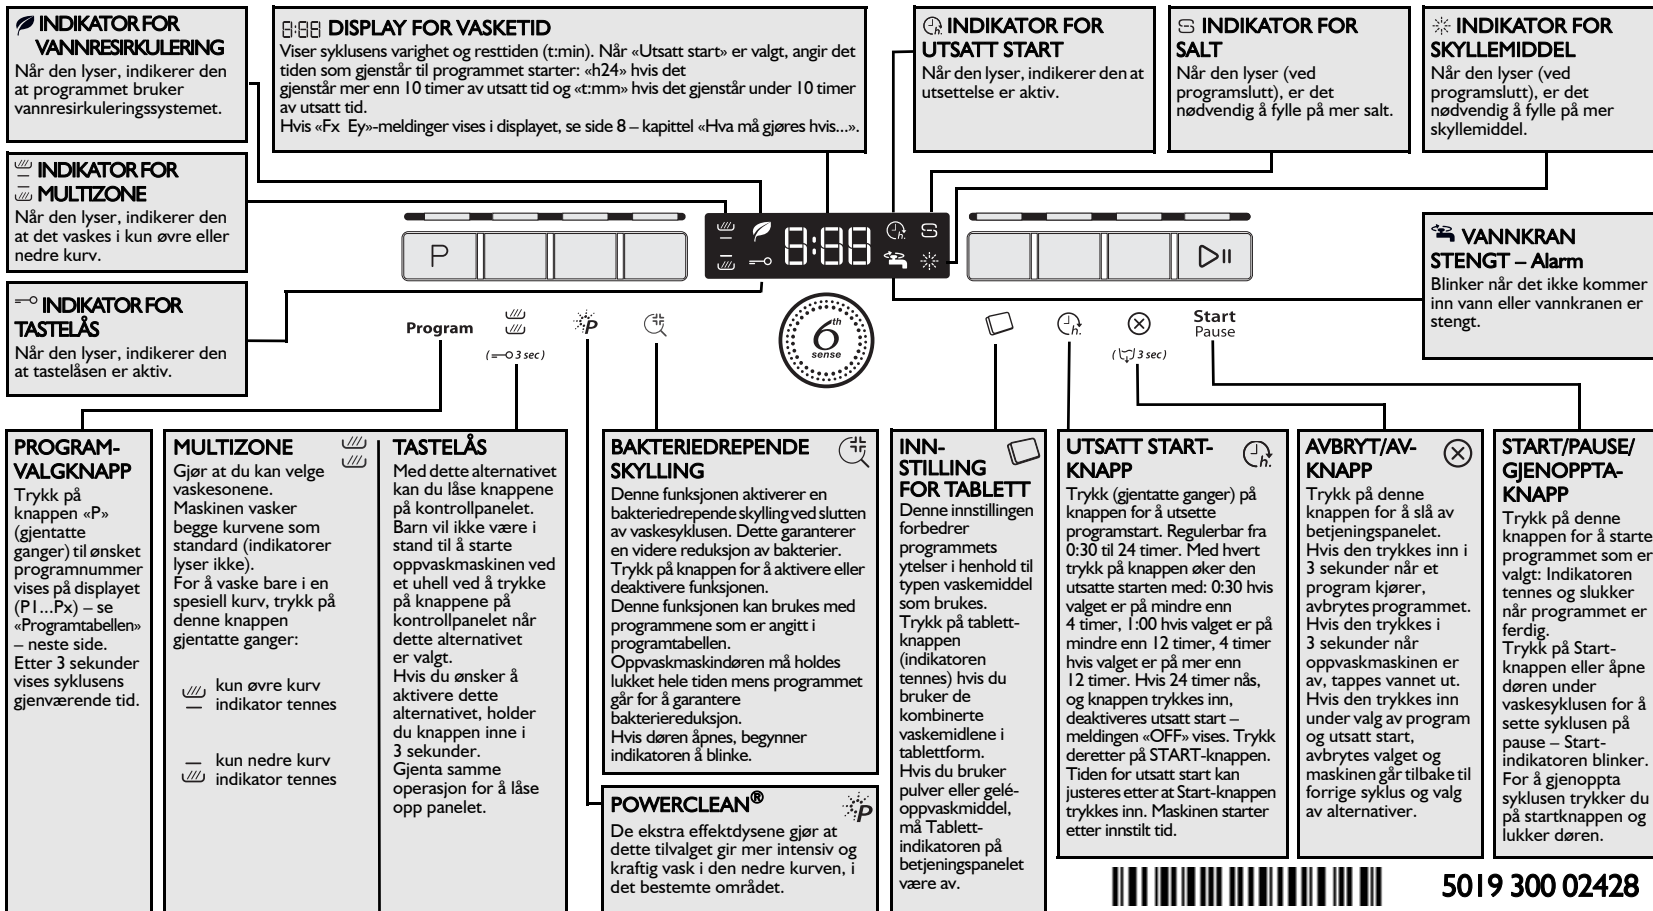 INDIKATOR FOR
VANNRESIRKULERING
Når den lyser, indikerer den
at programmet bruker
vannresirkuleringssystemet.
8:88 DISPLAY FOR VASKETID
Viser syklusens varighet og resttiden (t:min). Når «Utsatt start» er valgt, angir det
tiden som gjenstår til programmet starter: «h24» hvis det
gjenstår mer enn 10 timer av utsatt tid og «t:mm» hvis det gjenstår under 10 timer
av utsatt tid.
Hvis «Fx Ey»-meldinger vises i displayet, se side 8 – kapittel «Hva må gjøres hvis...».
INDIKATOR FOR
UTSATT START
Når den lyser, indikerer den at
utsettelse er aktiv.
INDIKATOR FOR
SALT
Når den lyser (ved
programslutt), er det
nødvendig å fylle på mer salt.
INDIKATOR FOR
SKYLLEMIDDEL
Når den lyser (ved
programslutt), er det
nødvendig å fylle på mer
skyllemiddel.
INDIKATOR FOR
MULTIZONE
Når den lyser, indikerer den
at det vaskes i kun øvre eller
nedre kurv.
INDIKATOR FOR
TASTELÅS
Når den lyser, indikerer den
at tastelåsen er aktiv.
P
8:88
h.
VANNKRAN
STENGT – Alarm
Blinker når det ikke kommer
inn vann eller vannkranen er
stengt.
Program
(3 sec)
P
6th
sense
h.
(3 sec)
Start
Pause
PROGRAM-
VALGKNAPP
Trykk på
knappen «P»
(gjentatte
ganger) til ønsket
programnummer
vises på displayet
(P1...Px) – se
«Programtabellen»
– neste side.
Etter 3 sekunder
vises syklusens
gjenværende tid.
MULTIZONE
Gjør at du kan velge
vaskesonene.
Maskinen vasker
begge kurvene som
standard (indikatorer
lyser ikke).
For å vaske bare i en
spesiell kurv, trykk på
denne knappen
gjentatte ganger:
kun øvre kurv
indikator tennes
kun nedre kurv
indikator tennes
TASTELÅS
Med dette alternativet
kan du låse knappene
på kontrollpanelet.
Barn vil ikke være i
stand til å starte
oppvaskmaskinen ved
et uhell ved å trykke
på knappene på
kontrollpanelet når
dette alternativet
er valgt.
Hvis du ønsker å
aktivere dette
alternativet, holder
du knappen inne i
3 sekunder.
Gjenta samme
operasjon for å låse
opp panelet.
BAKTERIEDREPENDE
SKYLLING
Denne funksjonen aktiverer en
bakteriedrepende skylling ved slutten
av vaskesyklusen. Dette garanterer
en videre reduksjon av bakterier.
Trykk på knappen for å aktivere eller
deaktivere funksjonen.
Denne funksjonen kan brukes med
programmene som er angitt i
programtabellen.
Oppvaskmaskindøren må holdes
lukket hele tiden mens programmet
går for å garantere
bakteriereduksjon.
Hvis døren åpnes, begynner
indikatoren å blinke.
POWERCLEAN®
P
De ekstra effektdysene gjør at
dette tilvalget gir mer intensiv og
kraftig vask i den nedre kurven, i
det bestemte området.
INN-
STILLING
FOR TABLETT
Denne innstillingen
forbedrer
programmets
ytelser i henhold til
typen vaskemiddel
som brukes.
Trykk på tablett-
knappen
(indikatoren
tennes) hvis du
bruker de
kombinerte
vaskemidlene i
tablettform.
Hvis du bruker
pulver eller gelé-
oppvaskmiddel,
må Tablett-
indikatoren på
betjeningspanelet
være av.
UTSATT START-
KNAPP
h.
Trykk (gjentatte ganger) på
knappen for å utsette
programstart. Regulerbar fra
0:30 til 24 timer. Med hvert
trykk på knappen øker den
utsatte starten med: 0:30 hvis
valget er på mindre enn
4 timer, 1:00 hvis valget er på
mindre enn 12 timer, 4 timer
hvis valget er på mer enn
12 timer. Hvis 24 timer nås,
og knappen trykkes inn,
deaktiveres utsatt start –
meldingen «OFF» vises. Trykk
deretter på START-knappen.
Tiden for utsatt start kan
justeres etter at Start-knappen
trykkes inn. Maskinen starter
etter innstilt tid.
AVBRYT/AV-
KNAPP
Trykk på denne
knappen for å slå av
betjeningspanelet.
Hvis den trykkes inn i
3 sekunder når et
program kjører,
avbrytes programmet.
Hvis den trykkes i
3 sekunder når
oppvaskmaskinen er
av, tappes vannet ut.
Hvis den trykkes inn
under valg av program
og utsatt start,
avbrytes valget og
maskinen går tilbake til
forrige syklus og valg
av alternativer.
START/PAUSE/
GJENOPPTA-
KNAPP
Trykk på denne
knappen for å starte
programmet som er
valgt: Indikatoren
tennes og slukker
når programmet er
ferdig.
Trykk på Start-
knappen eller åpne
døren under
vaskesyklusen for å
sette syklusen på
pause – Start-
indikatoren blinker.
For å gjenoppta
syklusen trykker du
på startknappen og
lukker døren.
5019 300 02428